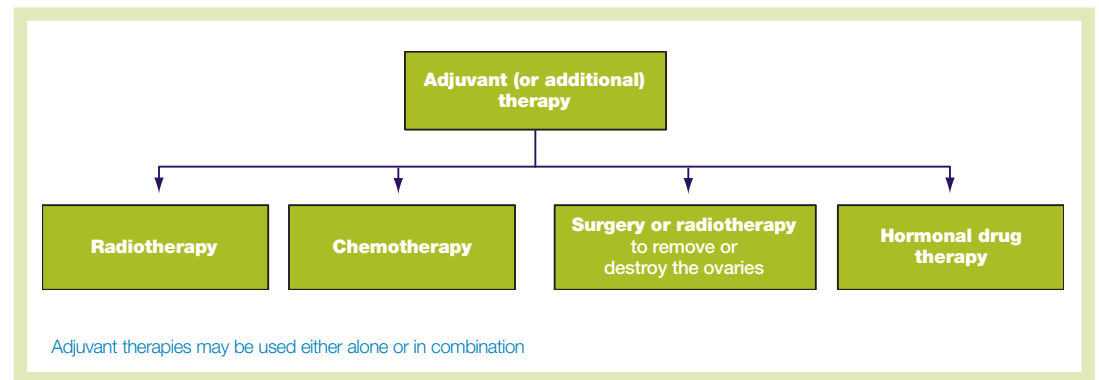 Adjuvant (or additional)
therapy
Radiotherapy
Chemotherapy
Surgery or radiotherapy
to remove or
destroy the ovaries
Hormonal drug
therapy
Adjuvant therapies may be used either alone or in combination